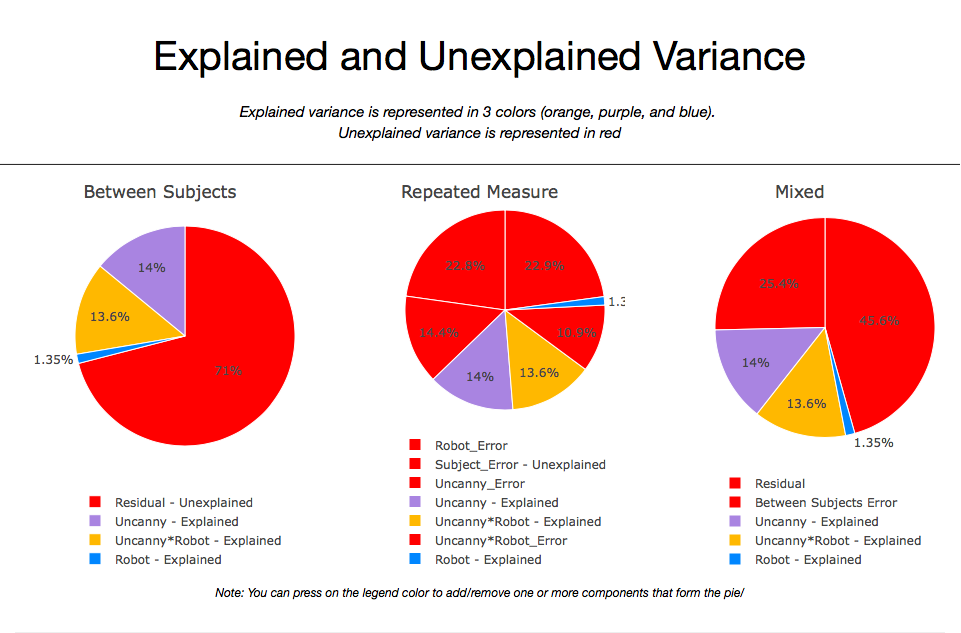 Explained and Unexplained Variance
Explained variance is represented in 3 colors (orange, purple, and blue).
Unexplained variance is represented in red
Between Subjects
14%
13.6%
1.35%
71%
Residual - Unexplained
Uncanny - Explained
Uncanny*Robot - Explained
Robot - Explained
Repeated Measure
22.8%
22.9%
1.3
14.4%
10.9%
14%
13.6%
Robot_Error
Subject_Error - Unexplained
Uncanny_Error
Uncanny - Explained
Uncanny*Robot - Explained
Uncanny*Robot_Error
Robot - Explained
Mixed
25.4%
45.6%
14%
13.6%
1.35%
Residual
Between Subjects Error
Uncanny - Explained
Uncanny*Robot - Explained
Robot - Explained
Note: You can press on the legend color to add/remove one or more components that form the pie/